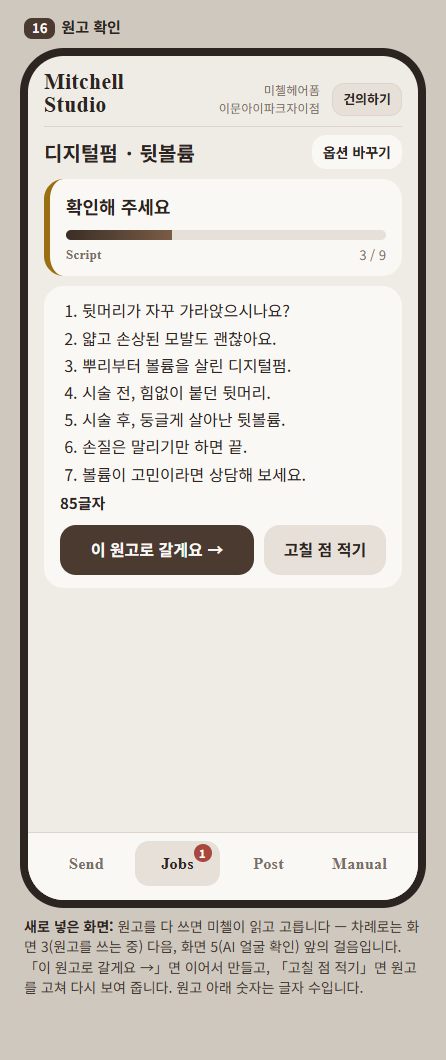 16 원고 확인
Mitchell
Studio
미첼헤어폼
이문아이파크자이점
건의하기
디지털펌 · 뒷볼륨
옵션 바꾸기
확인해 주세요
Script
3 / 9
1. 뒷머리가 자꾸 가라앉으시나요?
2. 얇고 손상된 모발도 괜찮아요.
3. 뿌리부터 볼륨을 살린 디지털펌.
4. 시술 전, 힘없이 붙던 뒷머리.
5. 시술 후, 둥글게 살아난 뒷볼륨.
6. 손질은 말리기만 하면 끝.
7. 볼륨이 고민이라면 상담해 보세요.
85글자
이 원고로 갈게요 →
고칠 점 적기
Send
Jobs
1
Post
Manual
새로 넣은 화면: 원고를 다 쓰면 미첼이 읽고 고릅니다 — 차례로는 화
면 3(원고를 쓰는 중) 다음, 화면 5(AI 얼굴 확인) 앞의 걸음입니다.
「이 원고로 갈게요 →」면 이어서 만들고, 「고칠 점 적기」면 원고
를 고쳐 다시 보여 줍니다. 원고 아래 숫자는 글자 수입니다.